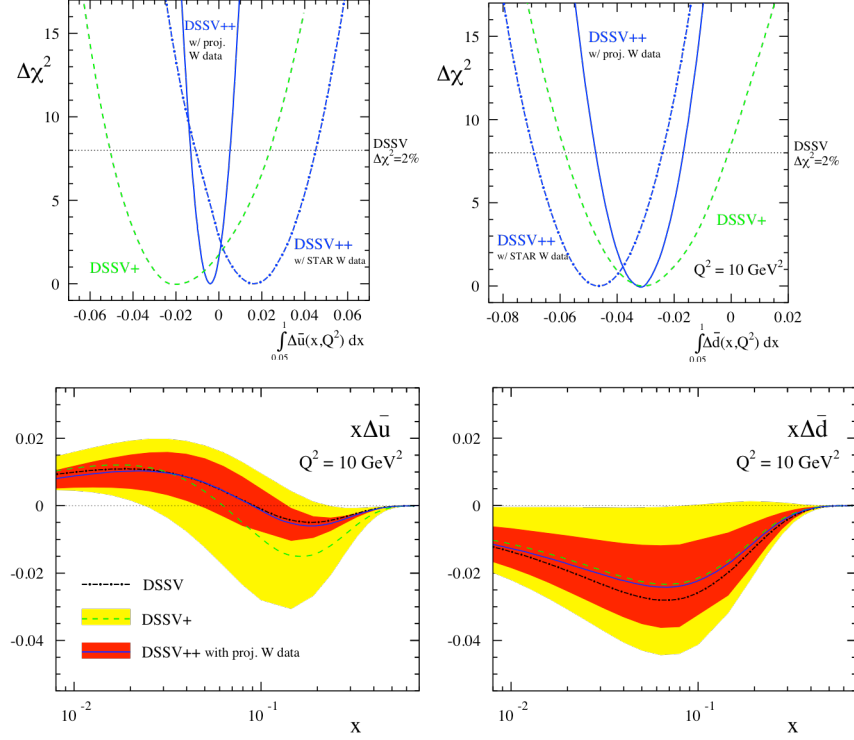 15
10
5
0
Δχ²
DSSV++
w/ proj.
W data
DSSV
Δχ²=2%
DSSV+
DSSV++
w/ STAR W data
-0.06 -0.04 -0.02 0 0.02 0.04 0.06
1
∫Δū(x,Q²) dx
0.05
15
10
5
0
Δχ²
DSSV++
w/ proj. W data
DSSV
Δχ²=2%
DSSV+
DSSV++
w/ STAR W data
Q² = 10 GeV²
-0.08 -0.06 -0.04 -0.02 0 0.02
1
∫Δd̄(x,Q²) dx
0.05
0.02
0
-0.02
-0.04
xΔū
Q² = 10 GeV²
DSSV
DSSV+
DSSV++ with proj. W data
10⁻² 10⁻¹
x
0.02
0
-0.02
-0.04
xΔd̄
Q² = 10 GeV²
10⁻² 10⁻¹
x